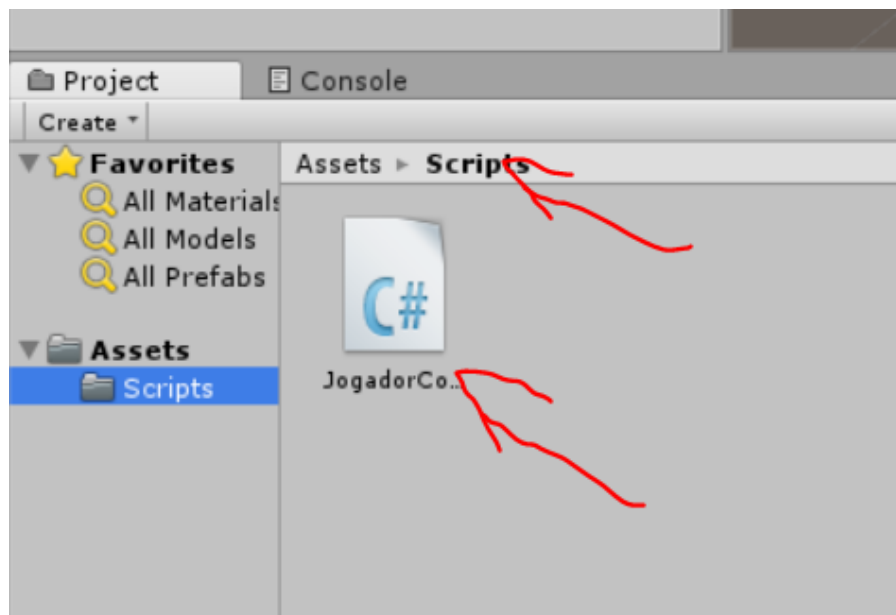 Project
Console
Create
Favorites
All Materials
All Models
All Prefabs
Assets
Scripts
Assets ▸ Scripts
C#
JogadorCo...